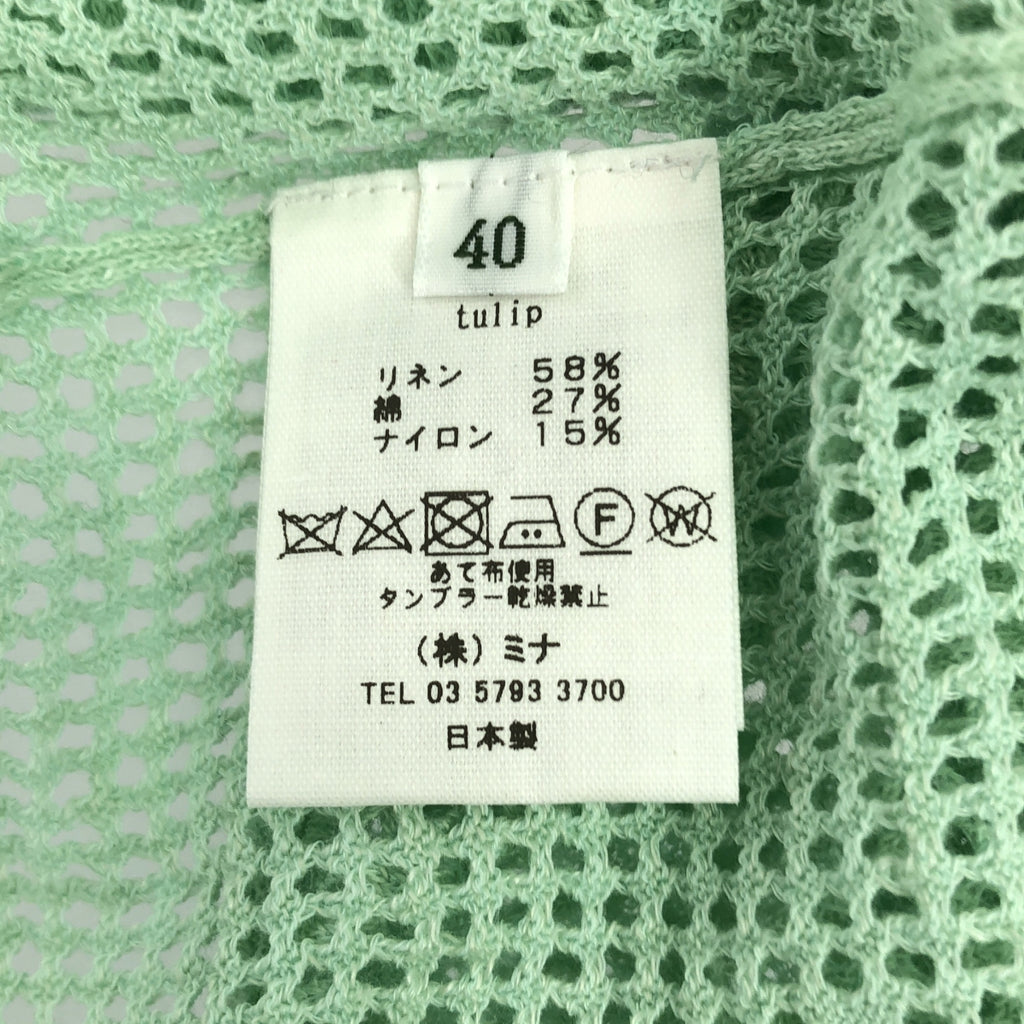 40
tulip
リネン 58%
綿 27%
ナイロン 15%
F W
あて布使用
タンブラー乾燥禁止
(株)ミナ
TEL 03 5793 3700
日本製